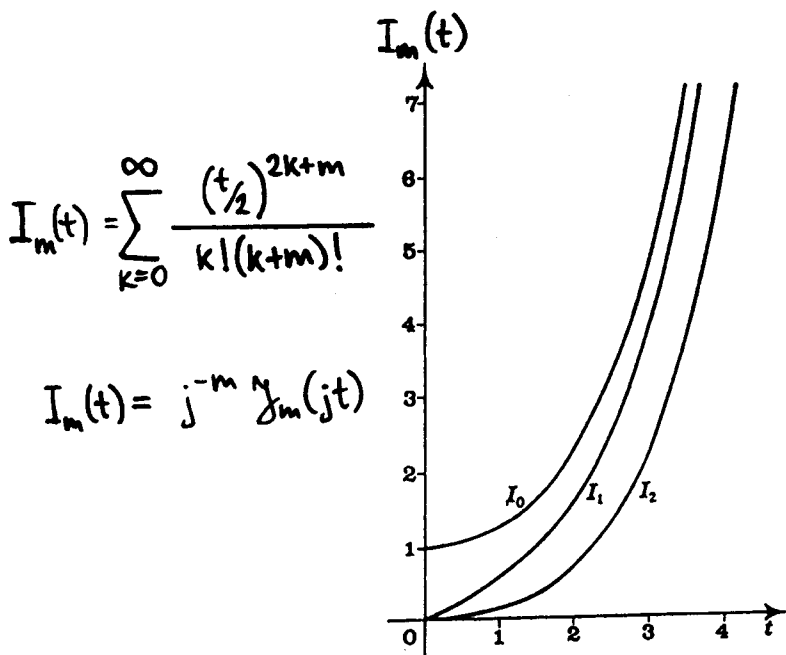 I_m(t)
7
6
I_m(t) = ∑_{k=0}^{∞} (t/2)^{2k+m} / k!(k+m)!
5
4
I_m(t) = j^{-m} J_m(jt)
3
2
I_0 I_1 I_2
1
0 1 2 3 4 t